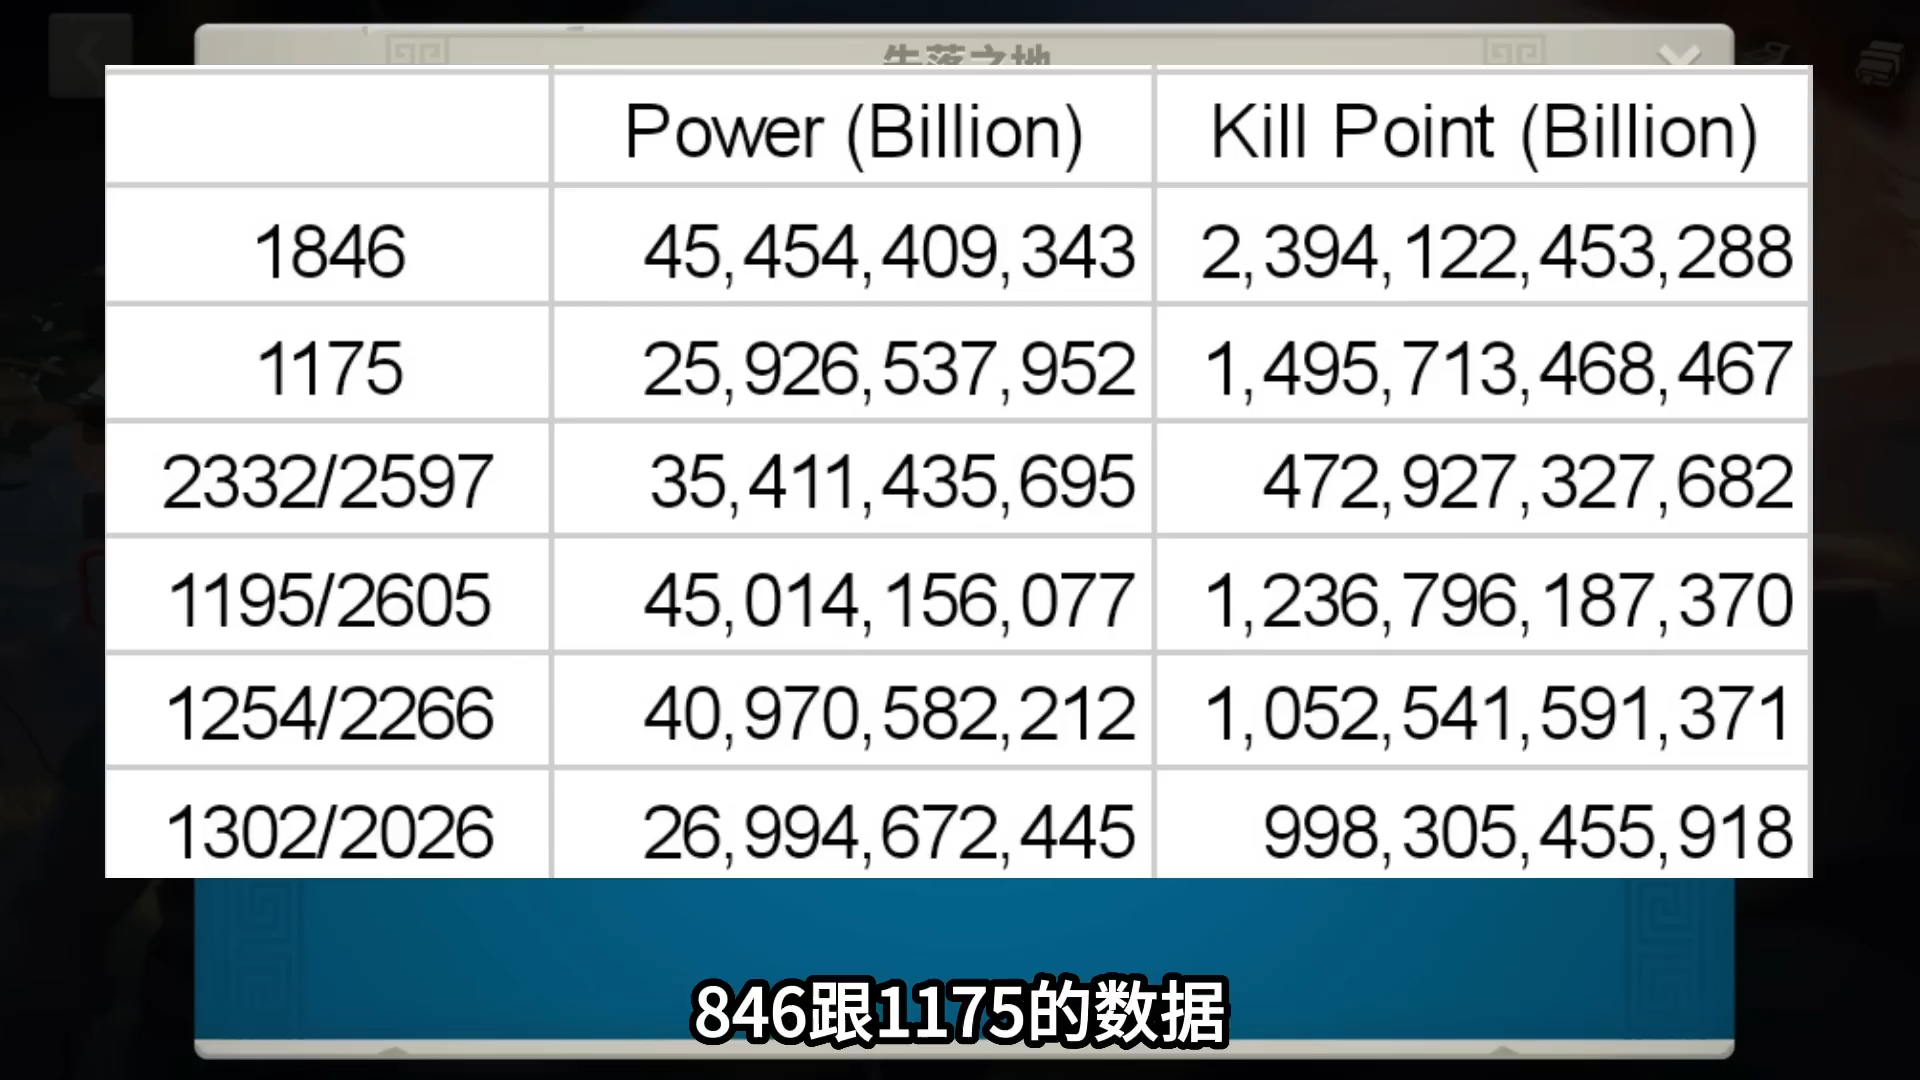 失落之地
Power (Billion) Kill Point (Billion)
1846 45,454,409,343 2,394,122,453,288
1175 25,926,537,952 1,495,713,468,467
2332/2597 35,411,435,695 472,927,327,682
1195/2605 45,014,156,077 1,236,796,187,370
1254/2266 40,970,582,212 1,052,541,591,371
1302/2026 26,994,672,445 998,305,455,918
846跟1175的数据